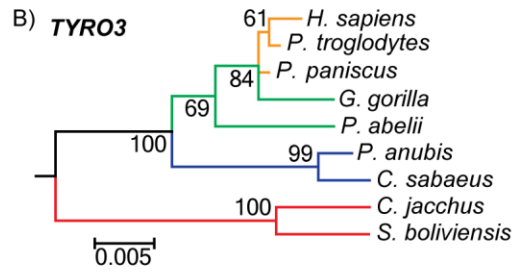 B) TYRO3
61 H. sapiens
P. troglodytes
84 P. paniscus
69 G. gorilla
P. abelii
100
99 P. anubis
C. sabaeus
100 C. jacchus
S. boliviensis
0.005